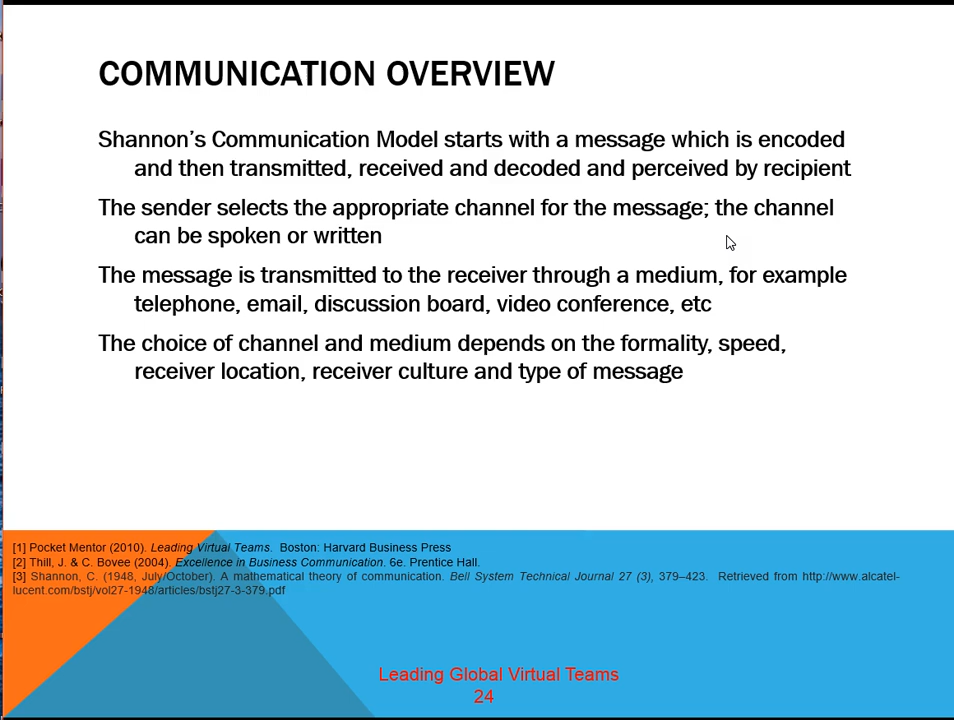 COMMUNICATION OVERVIEW
Shannon's Communication Model starts with a message which is encoded
and then transmitted, received and decoded and perceived by recipient
The sender selects the appropriate channel for the message; the channel
can be spoken or written
The message is transmitted to the receiver through a medium, for example
telephone, email, discussion board, video conference, etc
The choice of channel and medium depends on the formality, speed,
receiver location, receiver culture and type of message
[1] Pocket Mentor (2010). Leading Virtual Teams. Boston: Harvard Business Press
[2] Thill, J. & C. Bovee (2004). Excellence in Business Communication. 6e. Prentice Hall.
[3] Shannon, C. (1948, July/October). A mathematical theory of communication. Bell System Technical Journal 27 (3), 379–423. Retrieved from http://www.alcatel-
lucent.com/bstj/vol27-1948/articles/bstj27-3-379.pdf
Leading Global Virtual Teams
24